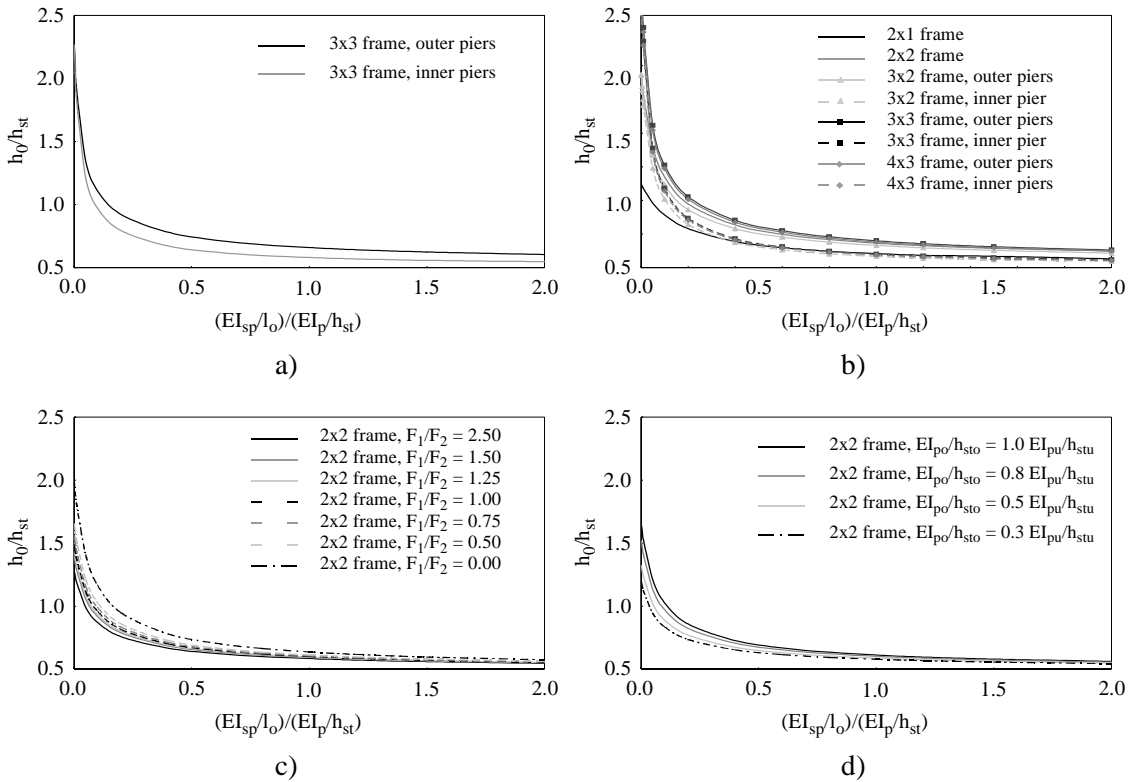 2.5
2.0
1.5
1.0
0.5
h0/hst
3x3 frame, outer piers
3x3 frame, inner piers
0.0 0.5 1.0 1.5 2.0
(EIsp/lo)/(EIp/hst)
a)
2.5
2.0
1.5
1.0
0.5
h0/hst
2x1 frame
2x2 frame
3x2 frame, outer piers
3x2 frame, inner pier
3x3 frame, outer piers
3x3 frame, inner pier
4x3 frame, outer piers
4x3 frame, inner piers
0.0 0.5 1.0 1.5 2.0
(EIsp/lo)/(EIp/hst)
b)
2.5
2.0
1.5
1.0
0.5
h0/hst
2x2 frame, F1/F2 = 2.50
2x2 frame, F1/F2 = 1.50
2x2 frame, F1/F2 = 1.25
2x2 frame, F1/F2 = 1.00
2x2 frame, F1/F2 = 0.75
2x2 frame, F1/F2 = 0.50
2x2 frame, F1/F2 = 0.00
0.0 0.5 1.0 1.5 2.0
(EIsp/lo)/(EIp/hst)
c)
2.5
2.0
1.5
1.0
0.5
h0/hst
2x2 frame, EIpo/hsto = 1.0 EIpu/hstu
2x2 frame, EIpo/hsto = 0.8 EIpu/hstu
2x2 frame, EIpo/hsto = 0.5 EIpu/hstu
2x2 frame, EIpo/hsto = 0.3 EIpu/hstu
0.0 0.5 1.0 1.5 2.0
(EIsp/lo)/(EIp/hst)
d)